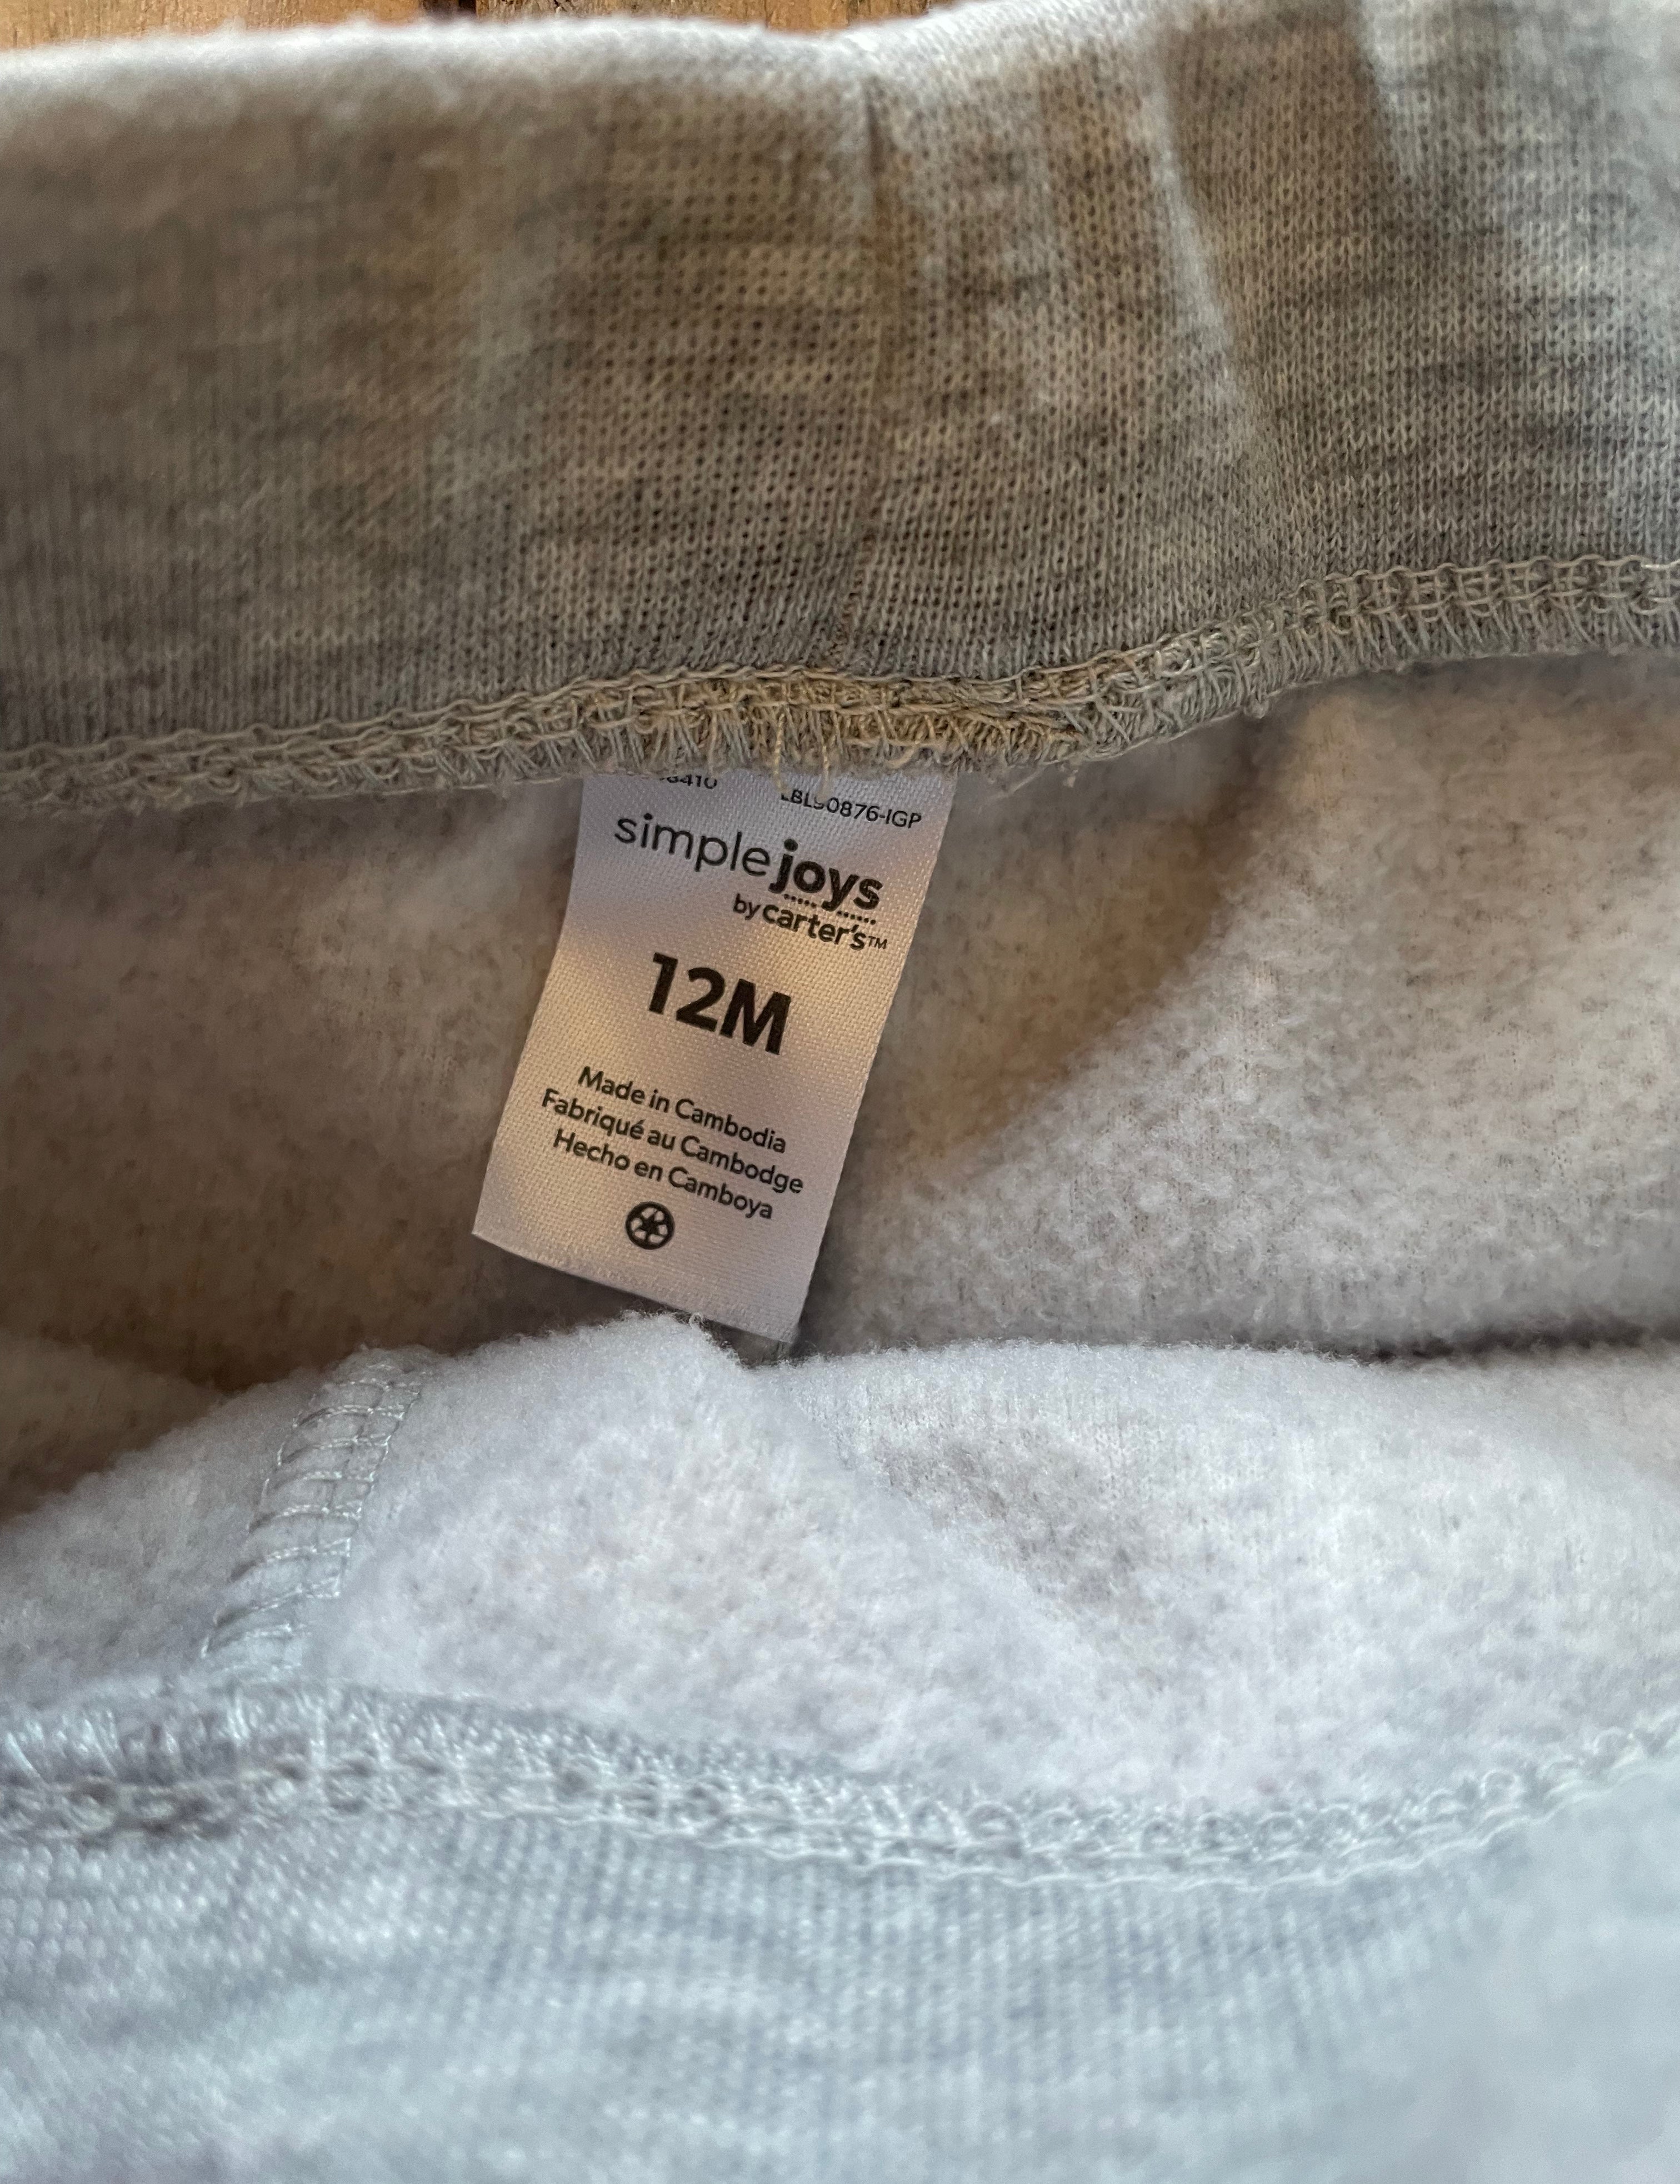 LBL90876-IGP
simple joys
by carter's™
12M
Made in Cambodia
Fabriqué au Cambodge
Hecho en Camboya